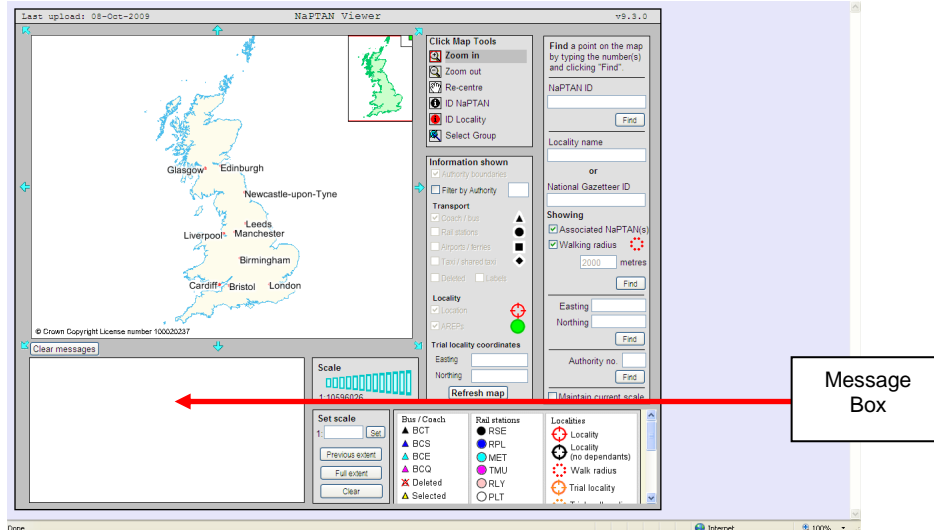 Last upload: 08-Oct-2009 NaPTAN Viewer v9.3.0
Glasgow Edinburgh
Newcastle-upon-Tyne
Leeds
Liverpool Manchester
Birmingham
Cardiff Bristol London
© Crown Copyright License number 100020237
Click Map Tools
Zoom in
Zoom out
Re-centre
ID NaPTAN
ID Locality
Select Group
Information shown
Authority boundaries
Filter by Authority
Transport
Coach / bus
Rail stations
Airports / ferries
Taxi / shared taxi
Deleted Labels
Locality
Location
AREPs
Trial locality coordinates
Easting
Northing
Refresh map
Find a point on the map
by typing the number(s)
and clicking "Find".
NaPTAN ID
Find
Locality name
or
National Gazetteer ID
Showing
Associated NaPTAN(s)
Walking radius
2000 metres
Find
Easting
Northing
Find
Authority no.
Find
Maintain current scale
Clear messages
Scale
1:10596026
Set scale
1: Set
Previous extent
Full extent
Clear
Bus / Coach
BCT
BCS
BCE
BCQ
Deleted
Selected
Rail stations
RSE
RPL
MET
TMU
RLY
PLT
Localities
Locality
Locality
(no dependants)
Walk radius
Trial locality
Message
Box
Done
Internet 100%